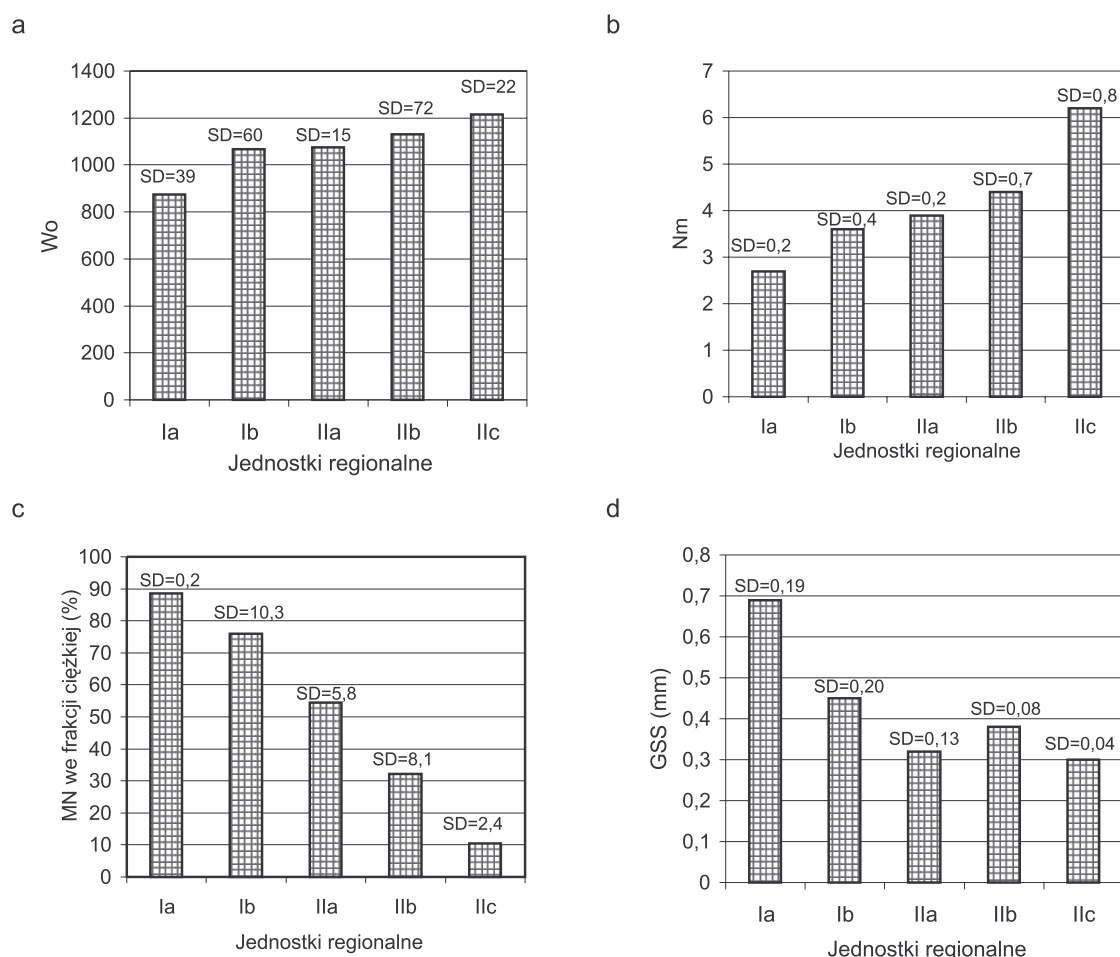 a
1400
1200
1000
800
600
400
200
0
Wo
SD=39
SD=60
SD=15
SD=72
SD=22
Ia Ib IIa IIb IIc
Jednostki regionalne
b
7
6
5
4
3
2
1
0
Nm
SD=0,2
SD=0,4
SD=0,2
SD=0,7
SD=0,8
Ia Ib IIa IIb IIc
Jednostki regionalne
c
100
90
80
70
60
50
40
30
20
10
0
MN we frakcji ciężkiej (%)
SD=0,2
SD=10,3
SD=5,8
SD=8,1
SD=2,4
Ia Ib IIa IIb IIc
Jednostki regionalne
d
0,8
0,7
0,6
0,5
0,4
0,3
0,2
0,1
0
GSS (mm)
SD=0,19
SD=0,20
SD=0,13
SD=0,08
SD=0,04
Ia Ib IIa IIb IIc
Jednostki regionalne